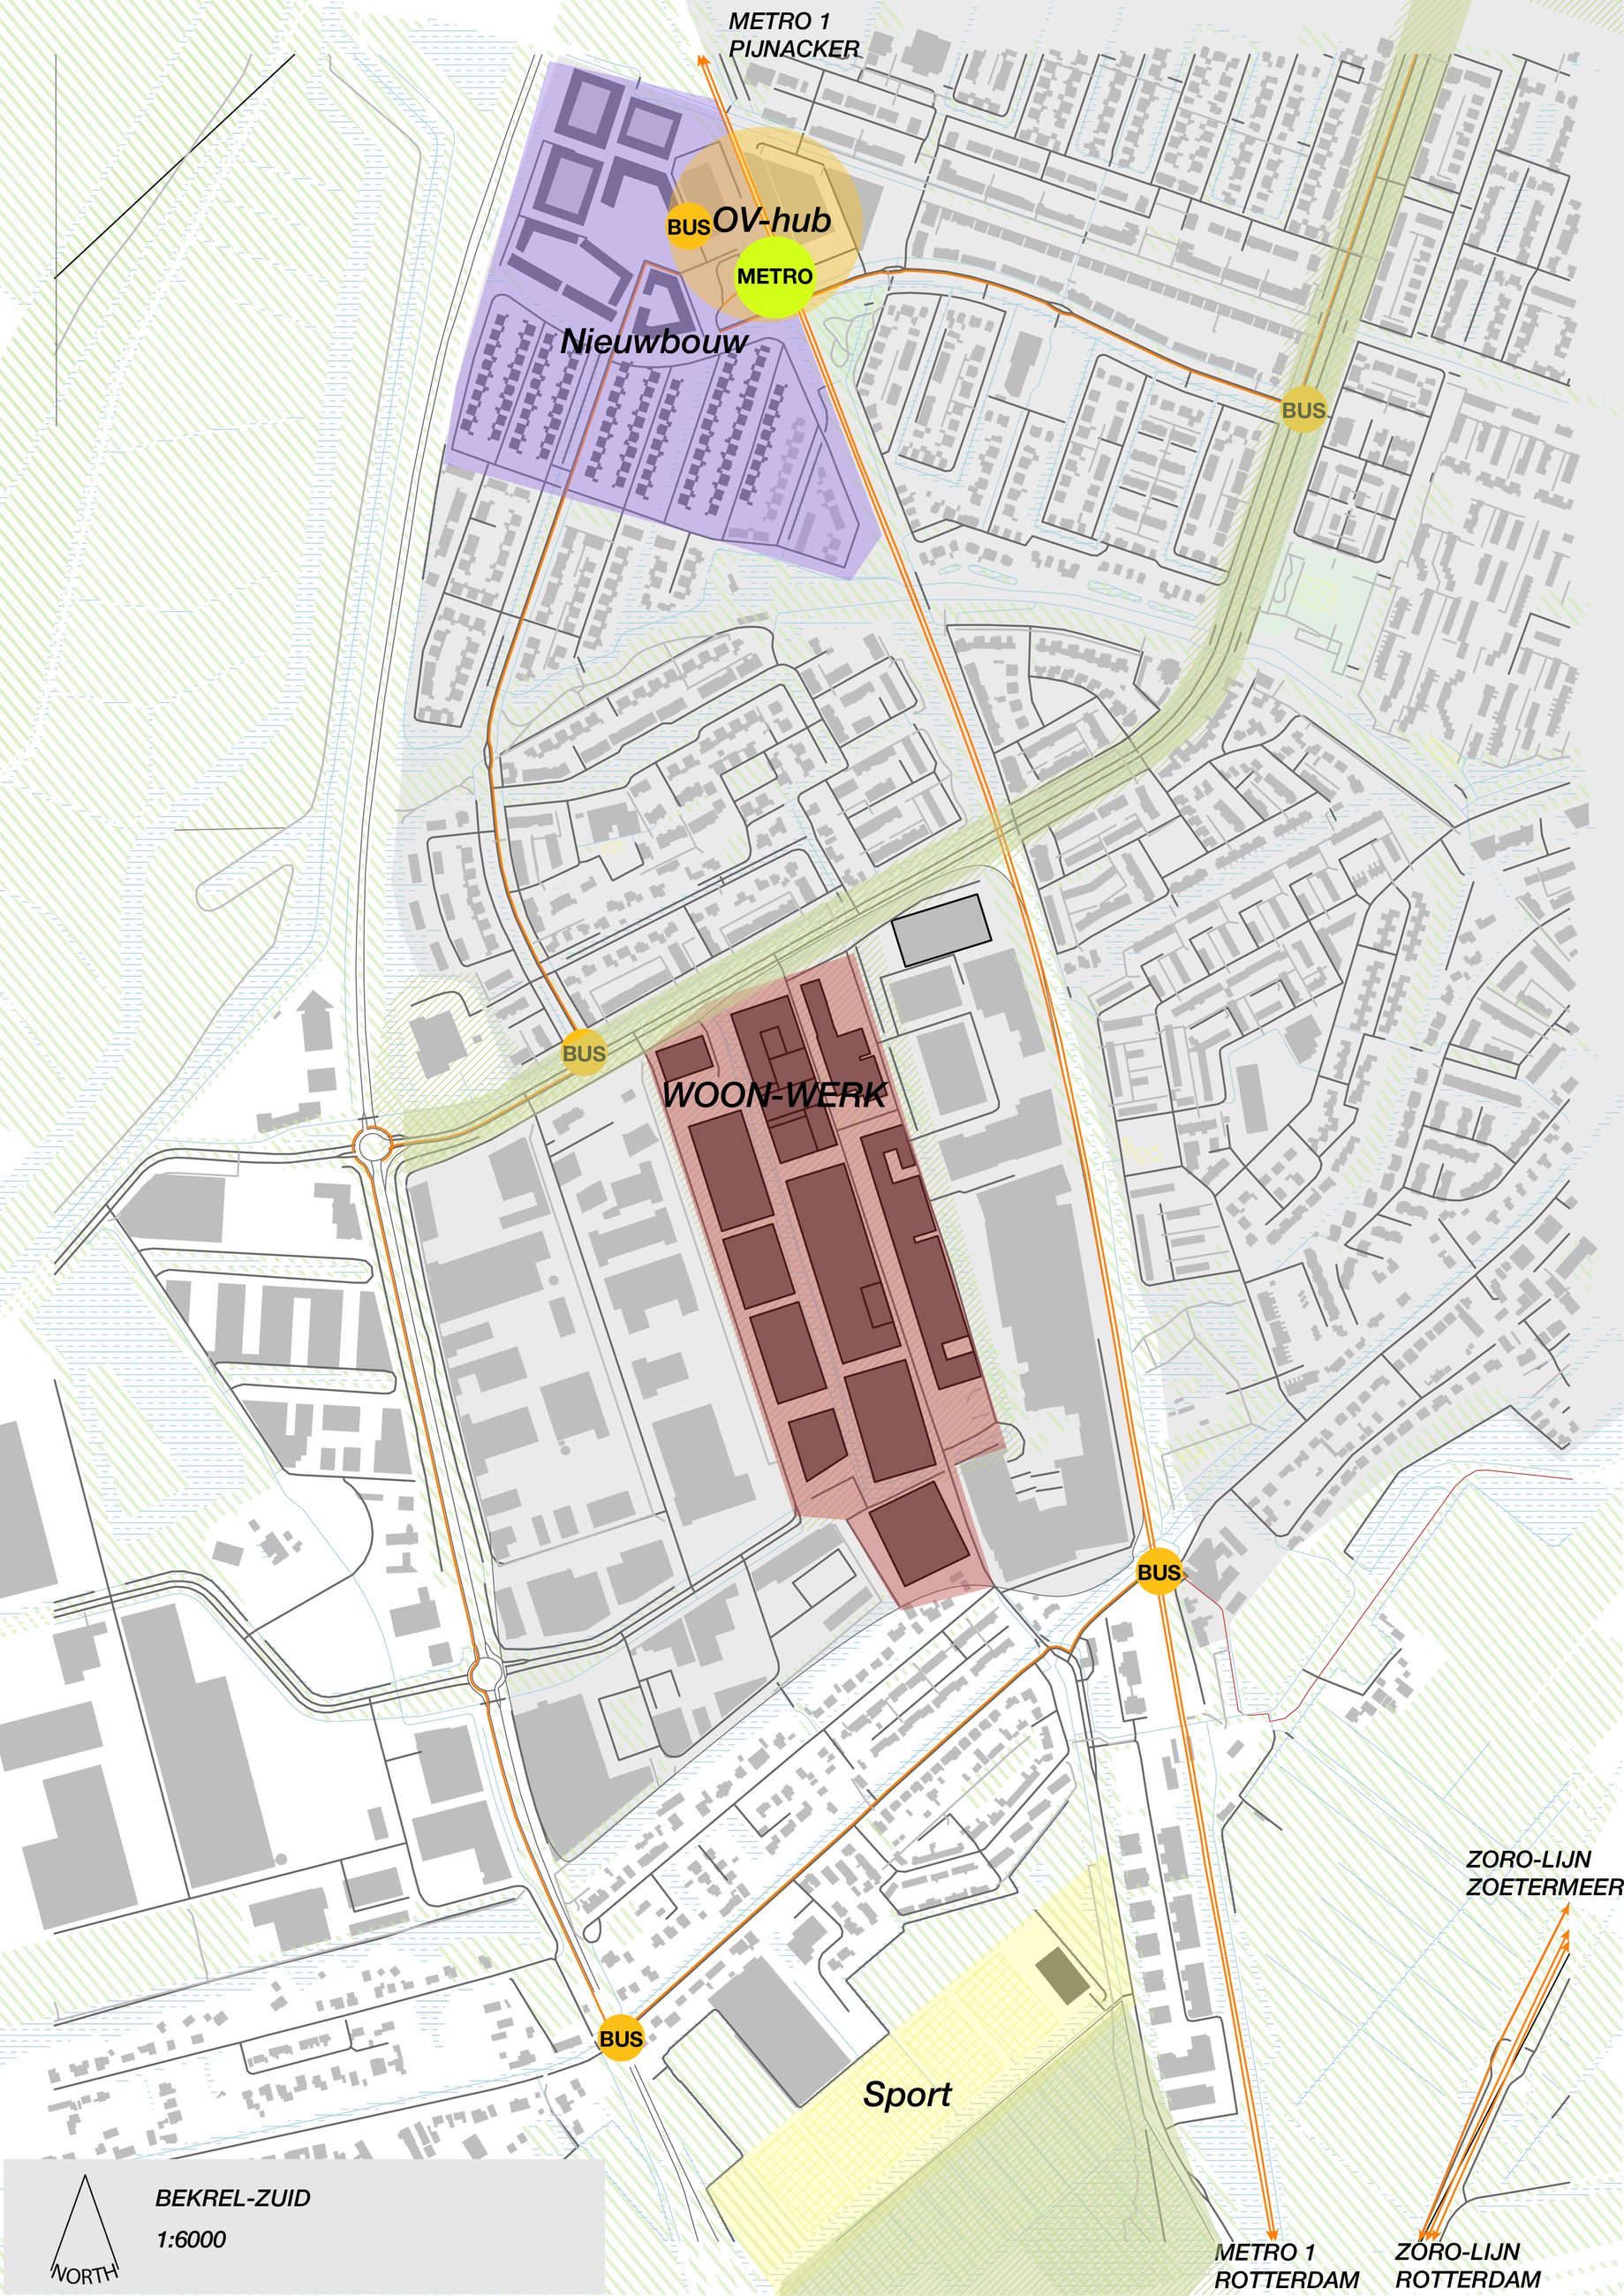 METRO 1
PIJNACKER
BUS
OV-hub
METRO
Nieuwbouw
BUS
BUS
WOON-WERK
BUS
ZORO-LIJN
ZOETERMEER
BUS
Sport
BEKREL-ZUID
1:6000
NORTH
METRO 1
ROTTERDAM
ZORO-LIJN
ROTTERDAM